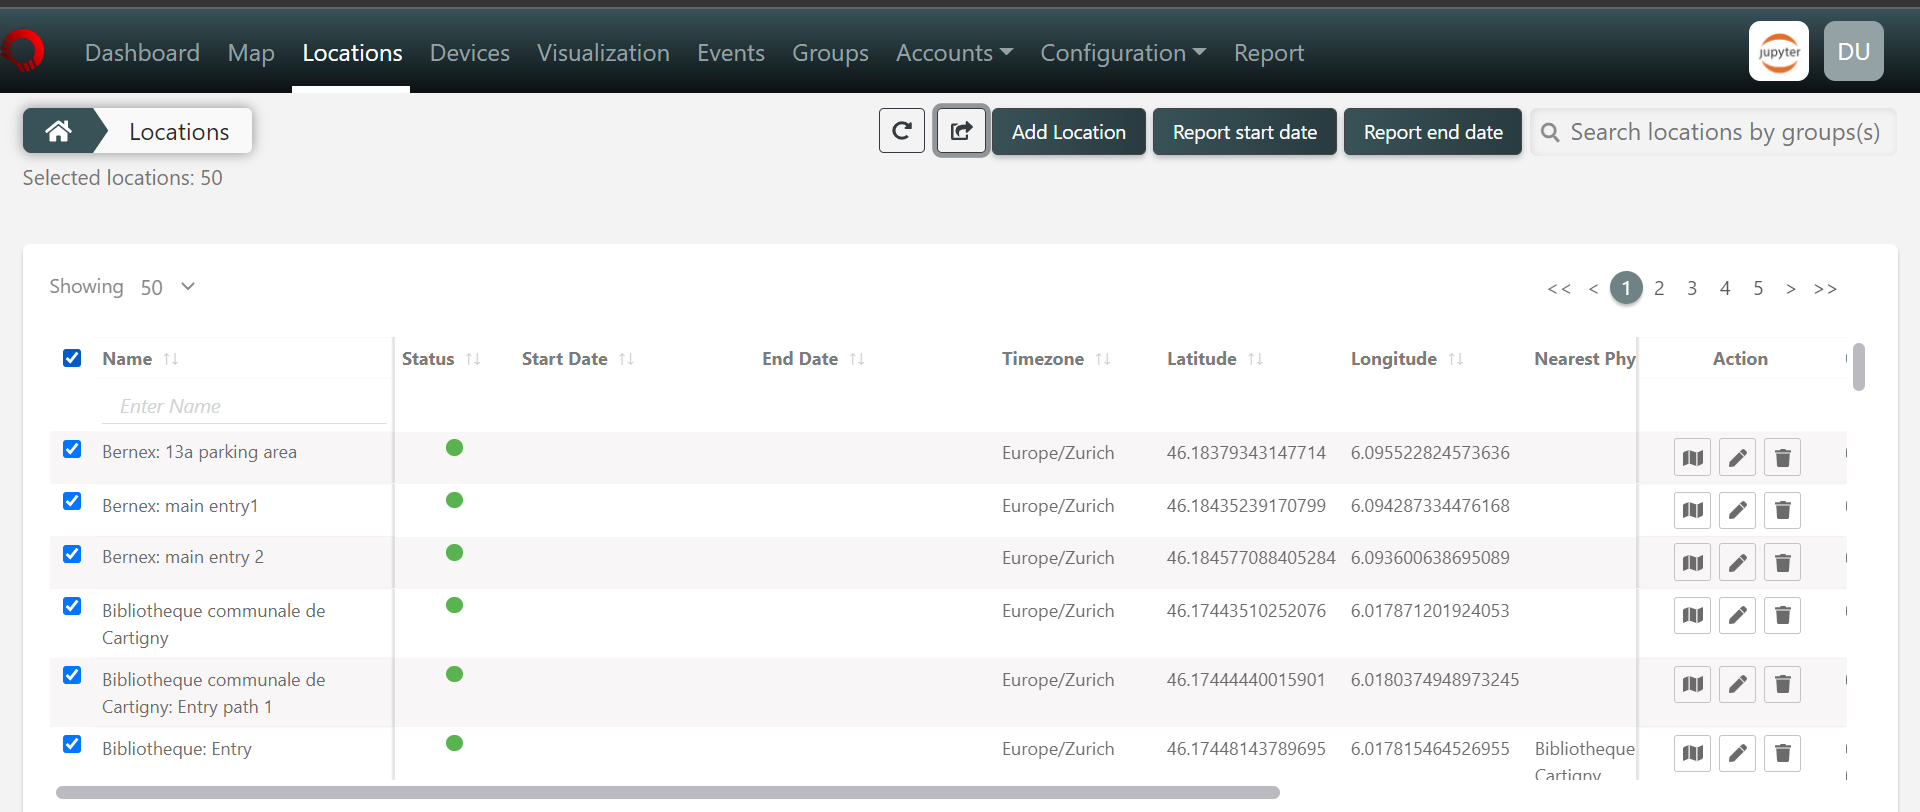 Dashboard Map Locations Devices Visualization Events Groups Accounts Configuration Report jupyter DU
Locations Add Location Report start date Report end date Search locations by groups(s)
Selected locations: 50
Showing 50 << < 1 2 3 4 5 > >>
Name Status Start Date End Date Timezone Latitude Longitude Nearest Phy Action
Enter Name
Bernex: 13a parking area Europe/Zurich 46.18379343147714 6.095522824573636
Bernex: main entry1 Europe/Zurich 46.18435239170799 6.094287334476168
Bernex: main entry 2 Europe/Zurich 46.184577088405284 6.093600638695089
Bibliotheque communale de Europe/Zurich 46.17443510252076 6.017871201924053
Cartigny
Bibliotheque communale de Europe/Zurich 46.17444440015901 6.0180374948973245
Cartigny: Entry path 1
Bibliotheque: Entry Europe/Zurich 46.17448143789695 6.017815464526955 Bibliotheque
Cartigny